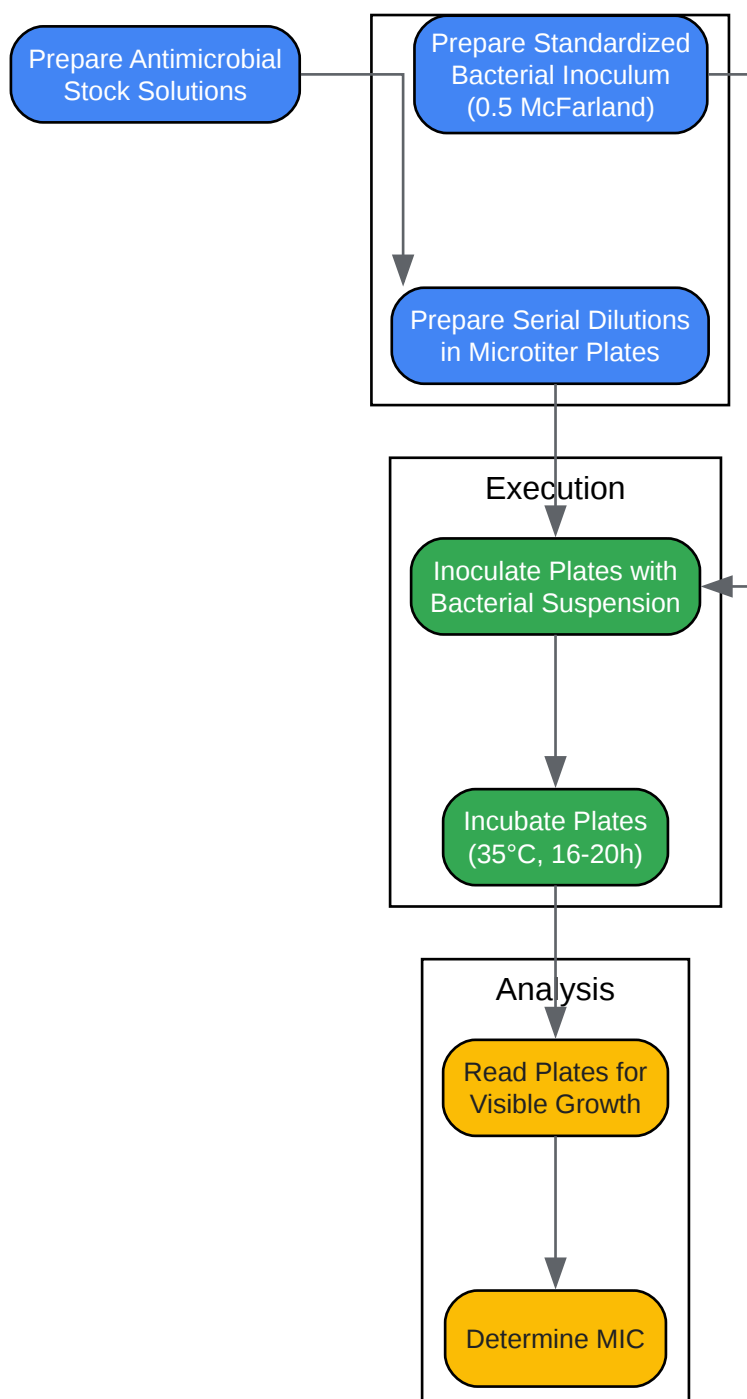 Prepare Antimicrobial
Stock Solutions
Prepare Standardized
Bacterial Inoculum
(0.5 McFarland)
Prepare Serial Dilutions
in Microtiter Plates
Execution
Inoculate Plates with
Bacterial Suspension
Incubate Plates
(35°C, 16-20h)
Analysis
Read Plates for
Visible Growth
Determine MIC